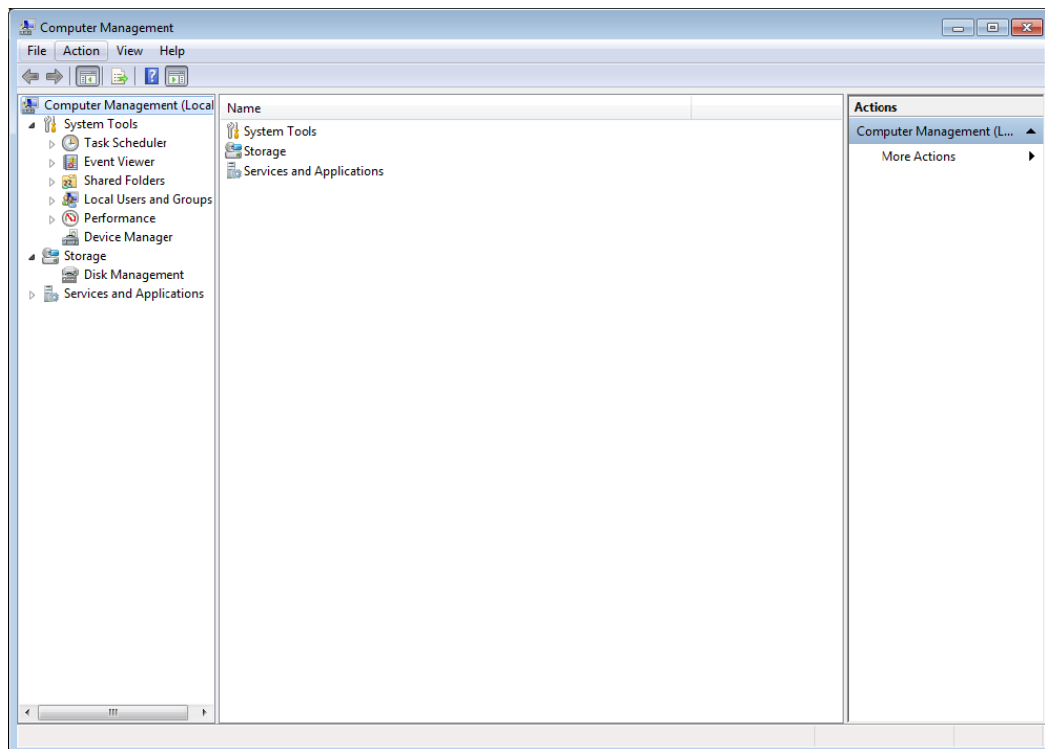 Computer Management
File Action View Help
Computer Management (Local
System Tools
Task Scheduler
Event Viewer
Shared Folders
Local Users and Groups
Performance
Device Manager
Storage
Disk Management
Services and Applications
Name
System Tools
Storage
Services and Applications
Actions
Computer Management (L...
More Actions